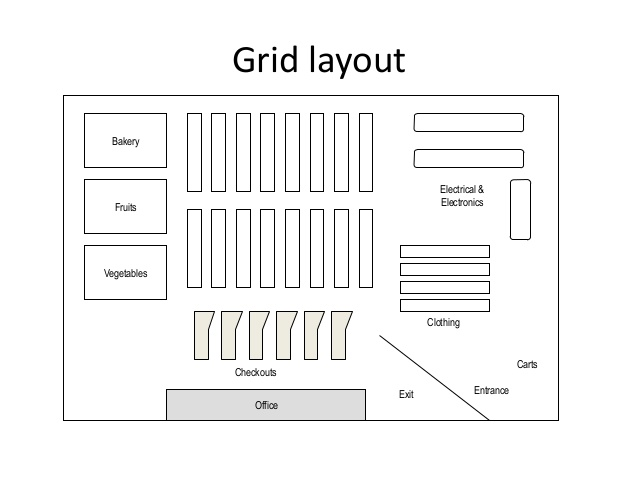 Grid layout
Bakery
Fruits
Vegetables
Electrical &
Electronics
Clothing
Checkouts
Office
Exit
Entrance
Carts